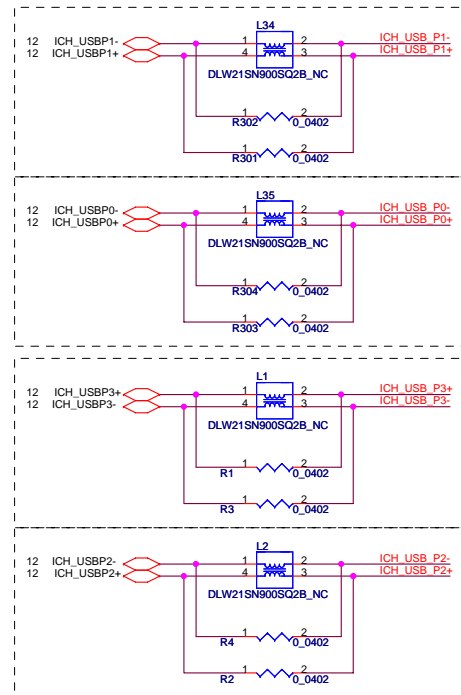 L34
12 ICH_USBP1- 1 2 ICH_USB_P1-
12 ICH_USBP1+ 4 3 ICH_USB_P1+
DLW21SN900SQ2B_NC
1 2
R302 0_0402
1 2
R301 0_0402
L35
12 ICH_USBP0- 1 2 ICH_USB_P0-
12 ICH_USBP0+ 4 3 ICH_USB_P0+
DLW21SN900SQ2B_NC
1 2
R304 0_0402
1 2
R303 0_0402
L1
12 ICH_USBP3+ 1 2 ICH_USB_P3+
12 ICH_USBP3- 4 3 ICH_USB_P3-
DLW21SN900SQ2B_NC
1 2
R1 0_0402
1 2
R3 0_0402
L2
12 ICH_USBP2- 1 2 ICH_USB_P2-
12 ICH_USBP2+ 4 3 ICH_USB_P2+
DLW21SN900SQ2B_NC
1 2
R4 0_0402
1 2
R2 0_0402